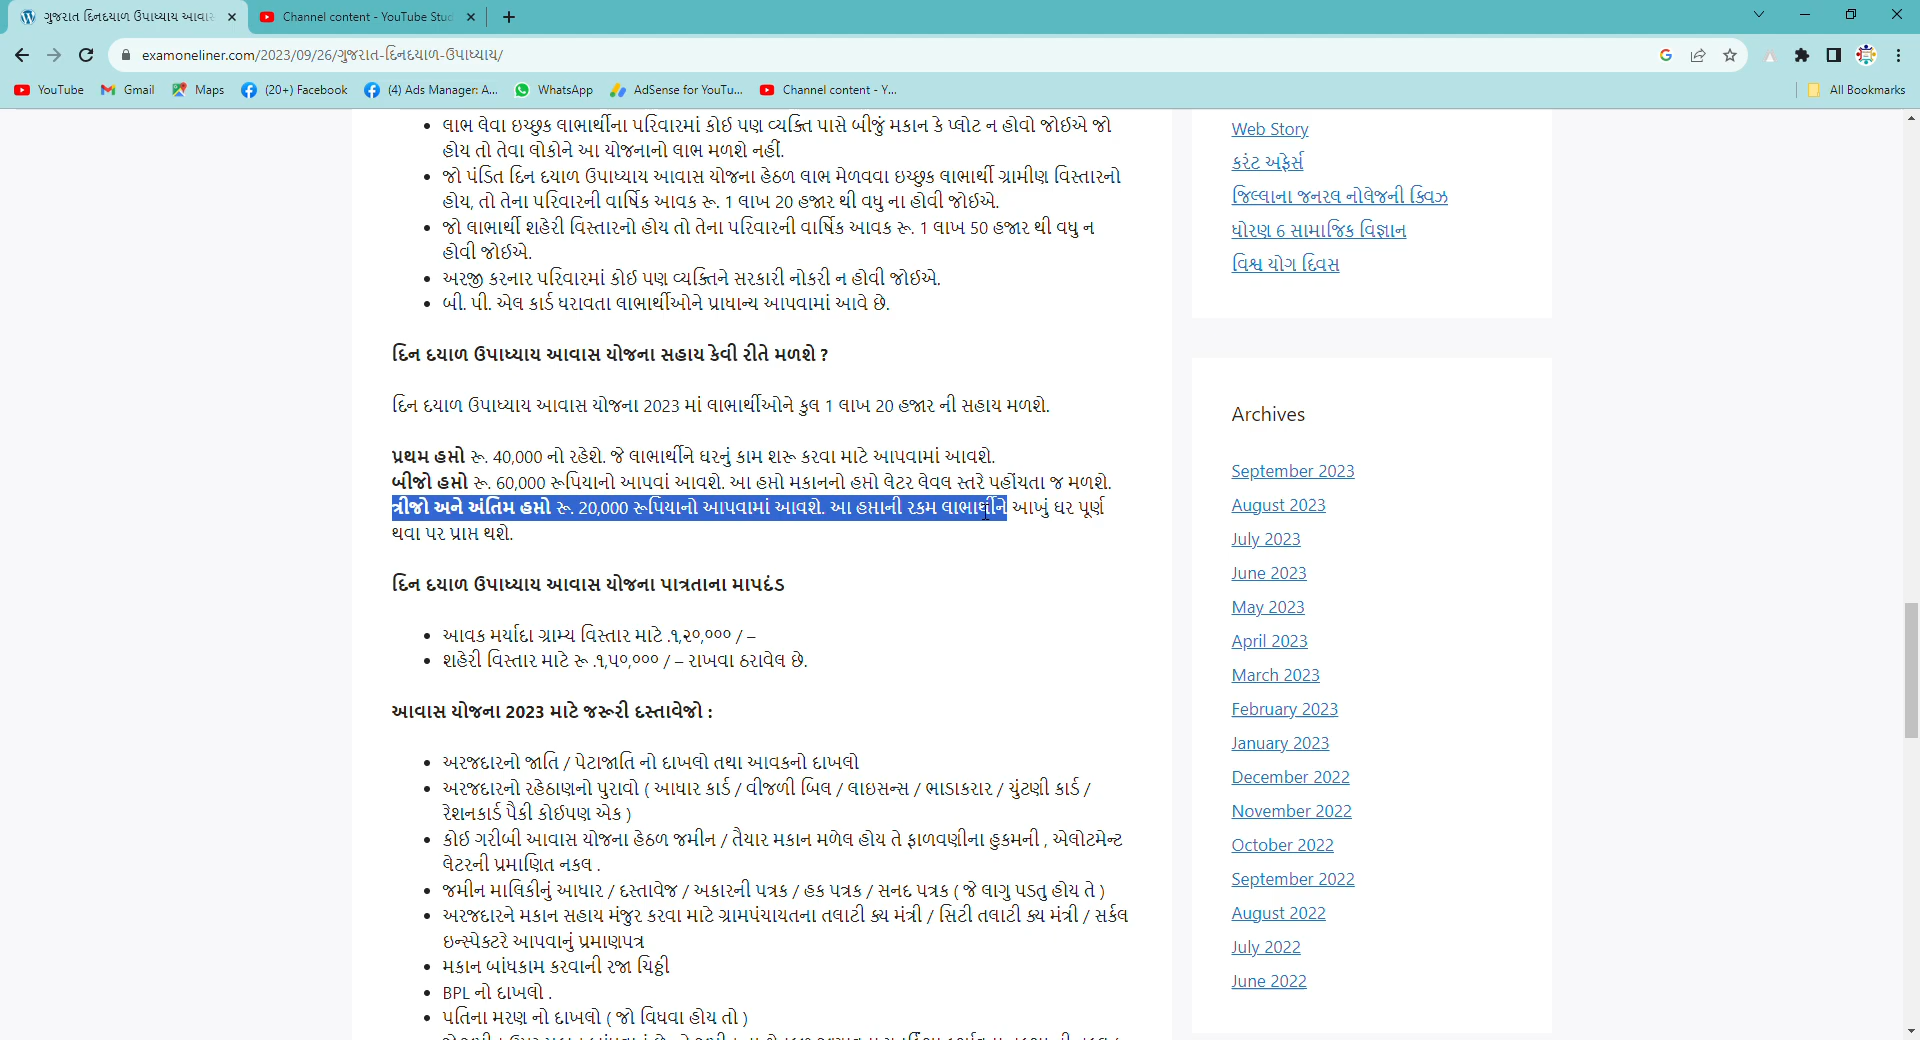 ગુજરાત દિનદયાળ ઉપાધ્યાય આવાસ
Channel content - YouTube Stud
examoneliner.com/2023/09/26/ગુજરાત-દિનદયાળ-ઉપાધ્યાય/
YouTube Gmail Maps (20+) Facebook (4) Ads Manager: A... WhatsApp AdSense for YouTu... Channel content - Y... All Bookmarks
લાભ લેવા ઇચ્છુક લાભાર્થીના પરિવારમાં કોઈ પણ વ્યક્તિ પાસે બીજું મકાન કે પ્લોટ ન હોવો જોઈએ જો
હોય તો તેવા લોકોને આ યોજનાનો લાભ મળશે નહીં.
જો પંડિત દિન દયાળ ઉપાધ્યાય આવાસ યોજના હેઠળ લાભ મેળવવા ઇચ્છુક લાભાર્થી ગ્રામીણ વિસ્તારનો
હોય, તો તેના પરિવારની વાર્ષિક આવક રૂ. 1 લાખ 20 હજાર થી વધુ ના હોવી જોઈએ.
જો લાભાર્થી શહેરી વિસ્તારનો હોય તો તેના પરિવારની વાર્ષિક આવક રૂ. 1 લાખ 50 હજાર થી વધુ ન
હોવી જોઈએ.
અરજી કરનાર પરિવારમાં કોઈ પણ વ્યક્તિને સરકારી નોકરી ન હોવી જોઈએ.
બી. પી. એલ કાર્ડ ધરાવતા લાભાર્થીઓને પ્રાધાન્ય આપવામાં આવે છે.
દિન દયાળ ઉપાધ્યાય આવાસ યોજના સહાય કેવી રીતે મળશે ?
દિન દયાળ ઉપાધ્યાય આવાસ યોજના 2023 માં લાભાર્થીઓને કુલ 1 લાખ 20 હજાર ની સહાય મળશે.
પ્રથમ હપ્તો રૂ. 40,000 નો રહેશે. જે લાભાર્થીને ઘરનું કામ શરૂ કરવા માટે આપવામાં આવશે.
બીજો હપ્તો રૂ. 60,000 રૂપિયાનો આપવાં આવશે. આ હપ્તો મકાનનો હપ્તો લેટર લેવલ સ્તરે પહોંચતા જ મળશે.
ત્રીજો અને અંતિમ હપ્તો રૂ. 20,000 રૂપિયાનો આપવામાં આવશે. આ હપ્તાની રકમ લાભાર્થીને આખું ઘર પૂર્ણ
થવા પર પ્રાપ્ત થશે.
દિન દયાળ ઉપાધ્યાય આવાસ યોજના પાત્રતાના માપદંડ
આવક મર્યાદા ગ્રામ્ય વિસ્તાર માટે .૧,૨૦,૦૦૦ / –
શહેરી વિસ્તાર માટે રૂ .૧,૫૦,૦૦૦ / – રાખવા ઠરાવેલ છે.
આવાસ યોજના 2023 માટે જરૂરી દસ્તાવેજો :
અરજદારનો જાતિ / પેટાજાતિ નો દાખલો તથા આવકનો દાખલો
અરજદારનો રહેઠાણનો પુરાવો ( આધાર કાર્ડ / વીજળી બિલ / લાઇસન્સ / ભાડાકરાર / ચુંટણી કાર્ડ /
રેશનકાર્ડ પૈકી કોઈપણ એક )
કોઈ ગરીબી આવાસ યોજના હેઠળ જમીન / તૈયાર મકાન મળેલ હોય તે ફાળવણીના હુકમની , એલોટમેન્ટ
લેટરની પ્રમાણિત નકલ .
જમીન માલિકીનું આધાર / દસ્તાવેજ / અકારની પત્રક / હક પત્રક / સનદ પત્રક ( જે લાગુ પડતુ હોય તે )
અરજદારને મકાન સહાય મંજુર કરવા માટે ગ્રામપંચાયતના તલાટી ક્ય મંત્રી / સિટી તલાટી ક્ય મંત્રી / સર્કલ
ઇન્સ્પેકટરે આપવાનું પ્રમાણપત્ર
મકાન બાંધકામ કરવાની રજા ચિઠ્ઠી
BPL નો દાખલો .
પતિના મરણ નો દાખલો ( જો વિધવા હોય તો )
Web Story
કરંટ અફેર્સ
જિલ્લાના જનરલ નોલેજની ક્વિઝ
ધોરણ 6 સામાજિક વિજ્ઞાન
વિશ્વ યોગ દિવસ
Archives
September 2023
August 2023
July 2023
June 2023
May 2023
April 2023
March 2023
February 2023
January 2023
December 2022
November 2022
October 2022
September 2022
August 2022
July 2022
June 2022